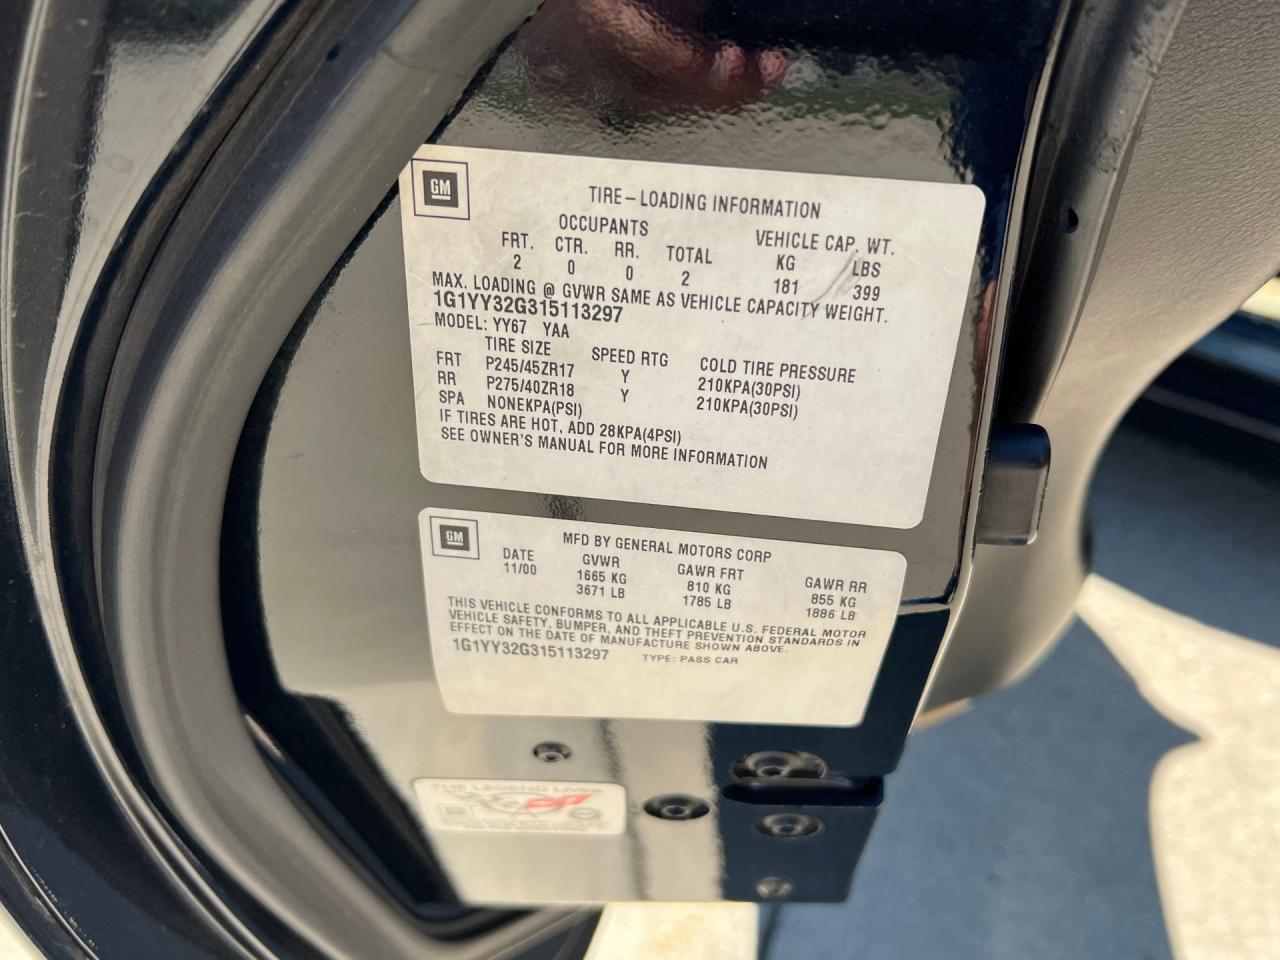 GM
TIRE – LOADING INFORMATION
OCCUPANTS VEHICLE CAP. WT.
FRT. CTR. RR. TOTAL KG LBS
2 0 0 2 181 399
MAX. LOADING @ GVWR SAME AS VEHICLE CAPACITY WEIGHT.
1G1YY32G315113297
MODEL: YY67 YAA
TIRE SIZE SPEED RTG COLD TIRE PRESSURE
FRT P245/45ZR17 Y 210KPA(30PSI)
RR P275/40ZR18 Y 210KPA(30PSI)
SPA NONEKPA(PSI)
IF TIRES ARE HOT, ADD 28KPA(4PSI)
SEE OWNER'S MANUAL FOR MORE INFORMATION
GM
MFD BY GENERAL MOTORS CORP
DATE GVWR GAWR FRT GAWR RR
11/00 1665 KG 810 KG 855 KG
3671 LB 1785 LB 1886 LB
THIS VEHICLE CONFORMS TO ALL APPLICABLE U.S. FEDERAL MOTOR
VEHICLE SAFETY, BUMPER, AND THEFT PREVENTION STANDARDS IN
EFFECT ON THE DATE OF MANUFACTURE SHOWN ABOVE.
1G1YY32G315113297 TYPE: PASS CAR
THE LEGEND LIVES